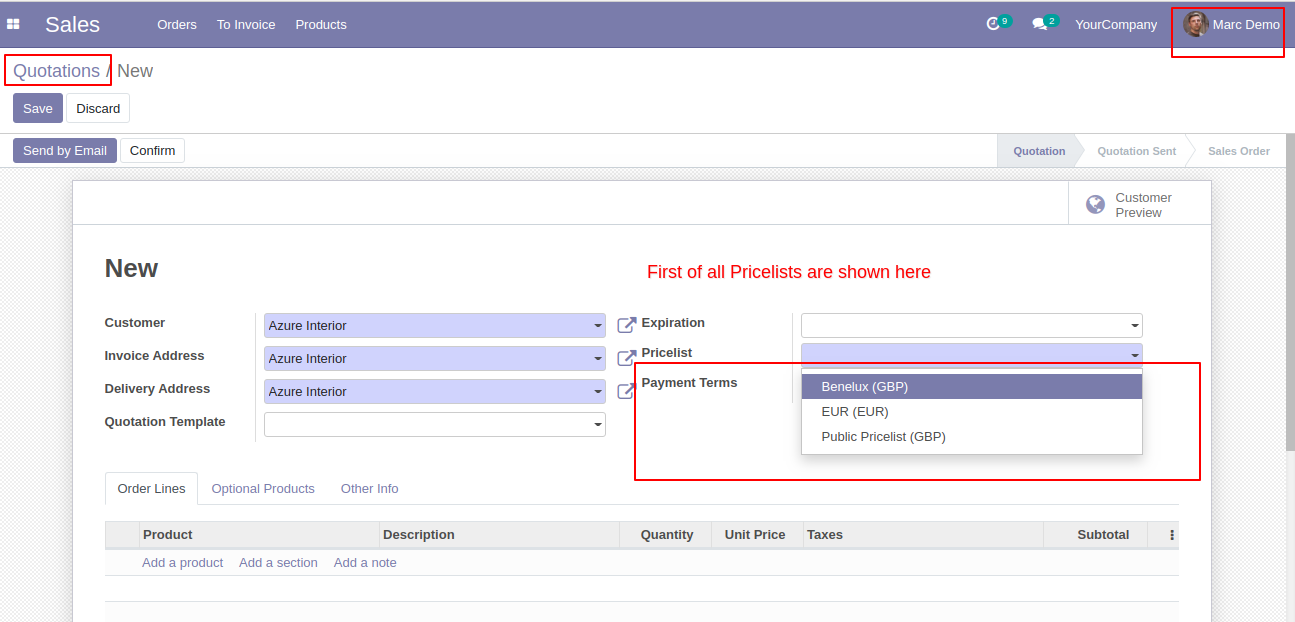 Sales Orders To Invoice Products 9 2 YourCompany Marc Demo
Quotations / New
Save Discard
Send by Email Confirm Quotation Quotation Sent Sales Order
Customer
Preview
New
First of all Pricelists are shown here
Customer Azure Interior
Invoice Address Azure Interior
Delivery Address Azure Interior
Quotation Template
Expiration
Pricelist
Payment Terms
Benelux (GBP)
EUR (EUR)
Public Pricelist (GBP)
Order Lines Optional Products Other Info
Product Description Quantity Unit Price Taxes Subtotal
Add a product Add a section Add a note